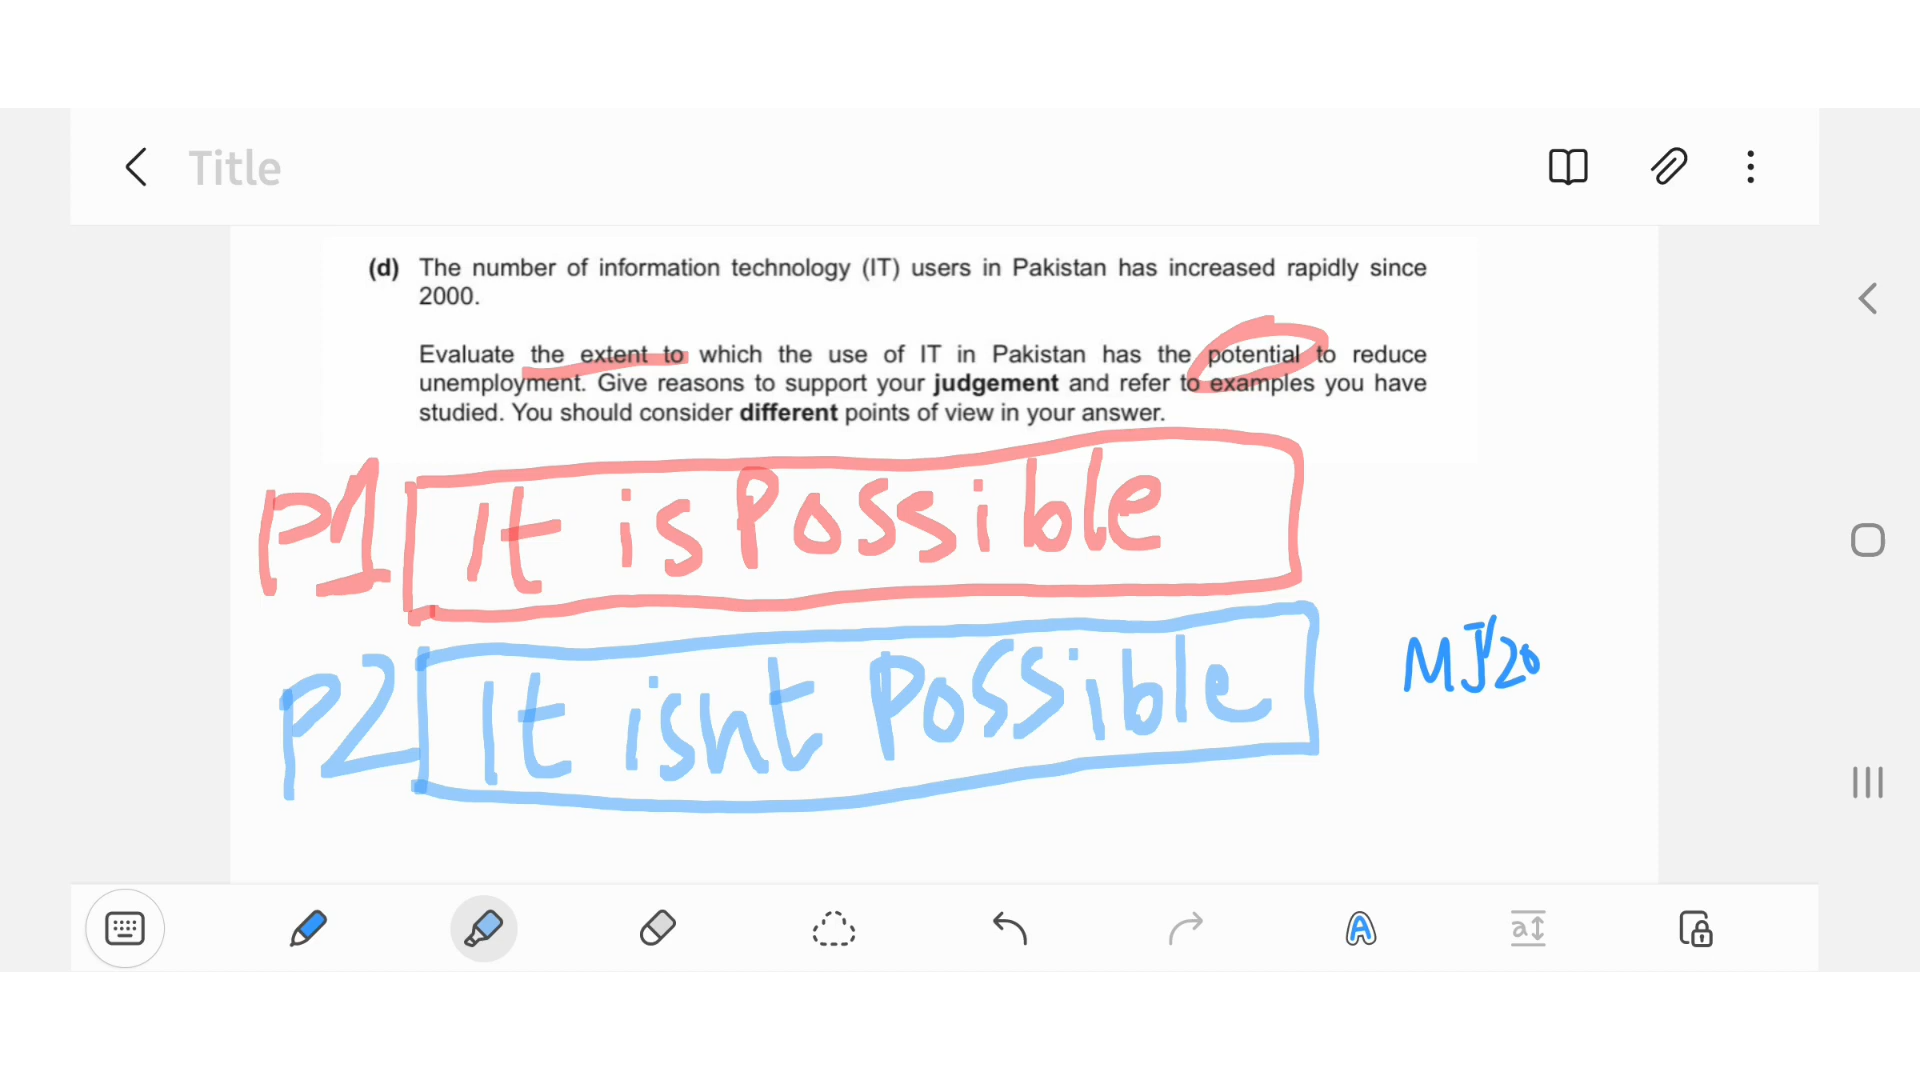 Title
(d) The number of information technology (IT) users in Pakistan has increased rapidly since
2000.
Evaluate the extent to which the use of IT in Pakistan has the potential to reduce
unemployment. Give reasons to support your judgement and refer to examples you have
studied. You should consider different points of view in your answer.
P1 It is Possible
P2 It isnt Possible
MJ'20
A a